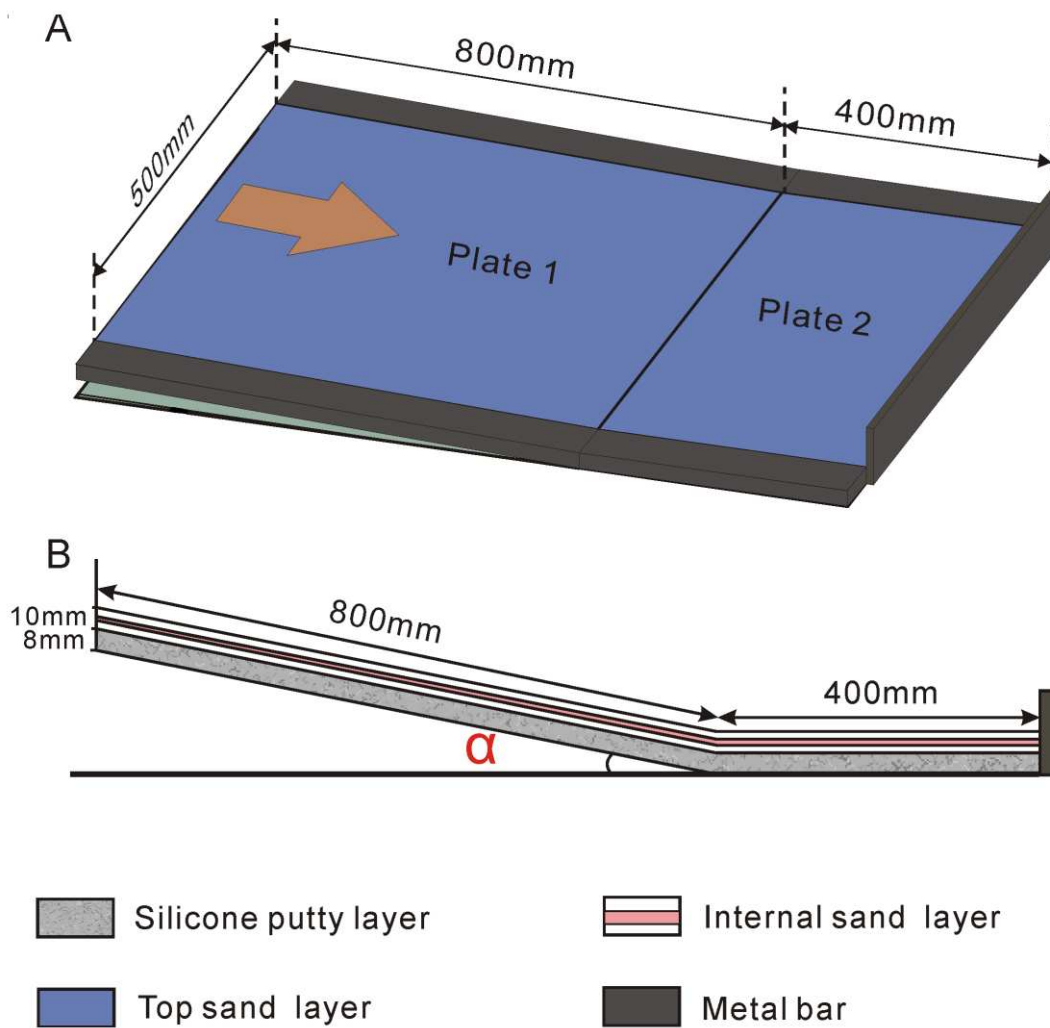 A
800mm
400mm
500mm
Plate 1
Plate 2
B
10mm
8mm
800mm
400mm
α
Silicone putty layer
Internal sand layer
Top sand layer
Metal bar